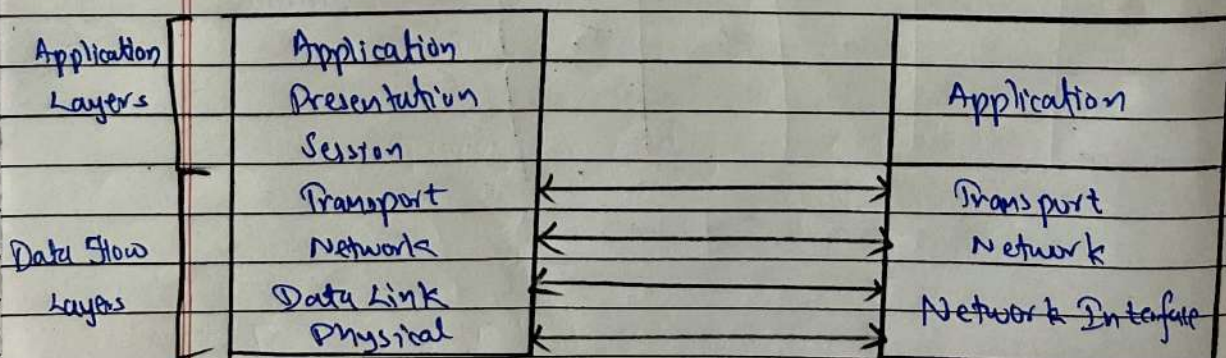 Application Application
Layers Presentation Application
Session
Transport Transport
Data Flow Network Network
Layers Data Link Network Interface
Physical